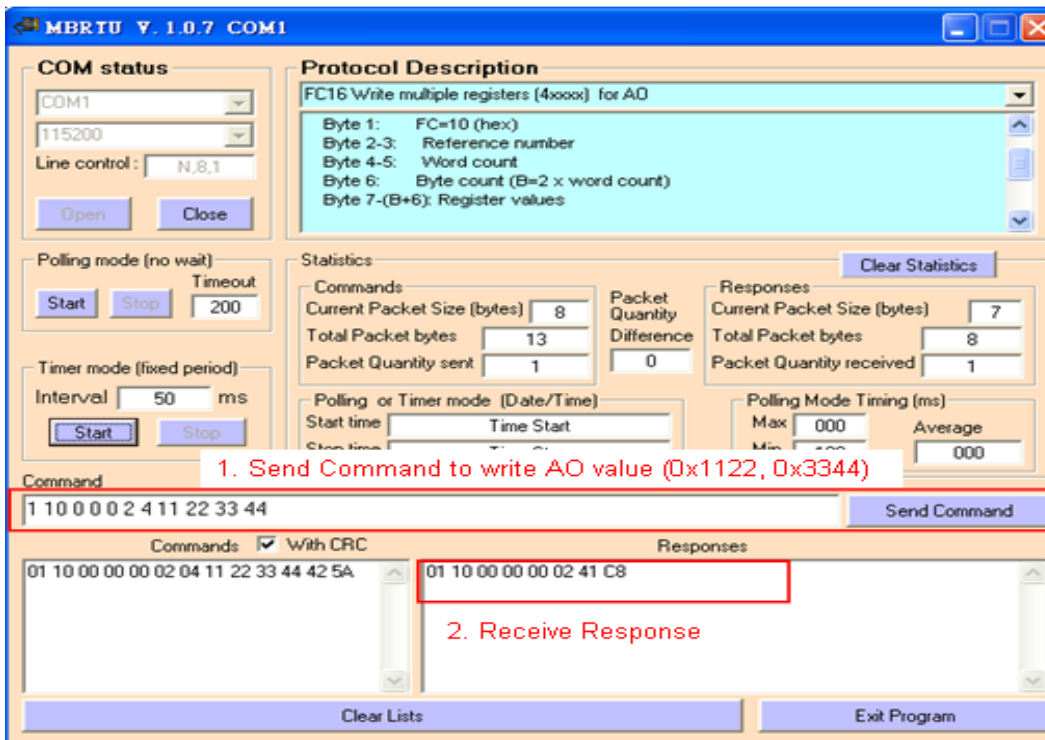 MBRTU V. 1.0.7 COM1
COM status
COM1
115200
Line control : N,8,1
Open Close
Protocol Description
FC16 Write multiple registers (4xxxx) for AO
Byte 1: FC=10 (hex)
Byte 2-3: Reference number
Byte 4-5: Word count
Byte 6: Byte count (B=2 x word count)
Byte 7-(B+6): Register values
Polling mode (no wait)
Timeout
Start Stop 200
Timer mode (fixed period)
Interval 50 ms
Start Stop
Statistics
Clear Statistics
Commands
Current Packet Size (bytes) 8
Total Packet bytes 13
Packet Quantity sent 1
Packet
Quantity
Difference
0
Responses
Current Packet Size (bytes) 7
Total Packet bytes 8
Packet Quantity received 1
Polling or Timer mode (Date/Time)
Start time Time Start
Polling Mode Timing (ms)
Max 000
Average
000
1. Send Command to write AO value (0x1122, 0x3344)
Command
1 10 0 0 0 2 4 11 22 33 44
Send Command
Commands With CRC
Responses
01 10 00 00 00 02 04 11 22 33 44 42 5A
01 10 00 00 00 02 41 C8
2. Receive Response
Clear Lists
Exit Program